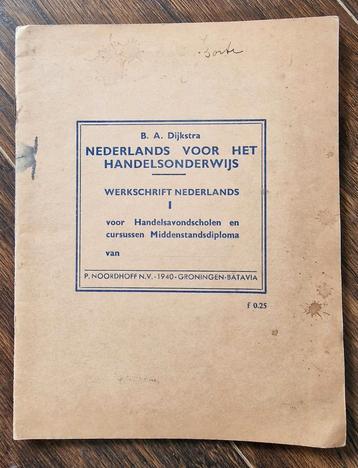 B. A. Dijkstra
NEDERLANDS VOOR HET
HANDELSONDERWIJS
WERKSCHRIFT NEDERLANDS
I
voor Handelsavondscholen en
cursussen Middenstandsdiploma
van
P. NOORDHOFF N.V. - 1940 - GRONINGEN - BATAVIA
f 0.25